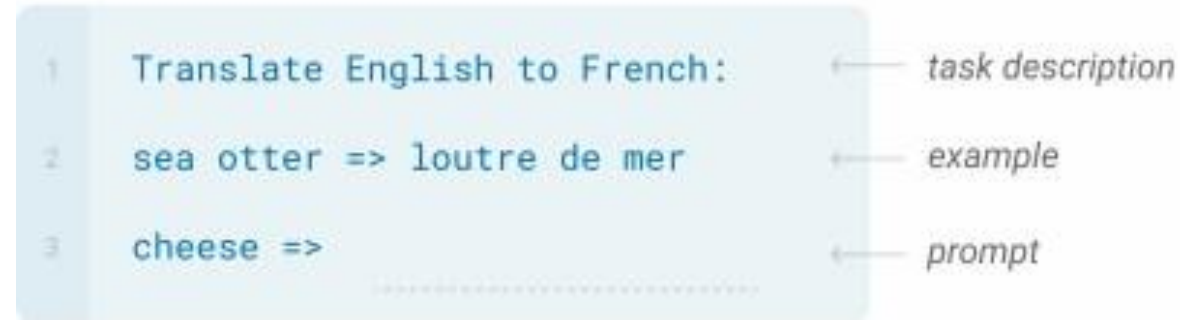 1 Translate English to French: ← task description
2 sea otter => loutre de mer ← example
3 cheese => ← prompt